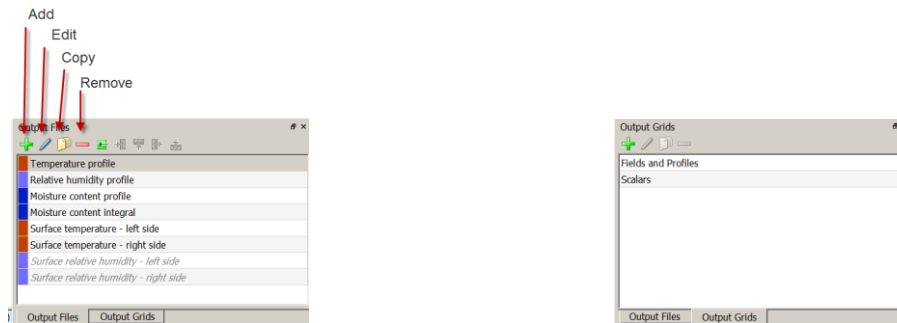 Add
Edit
Copy
Remove
Output Files
Temperature profile
Relative humidity profile
Moisture content profile
Moisture content integral
Surface temperature - left side
Surface temperature - right side
Surface relative humidity - left side
Surface relative humidity - right side
Output Files Output Grids
Output Grids
Fields and Profiles
Scalars
Output Files Output Grids